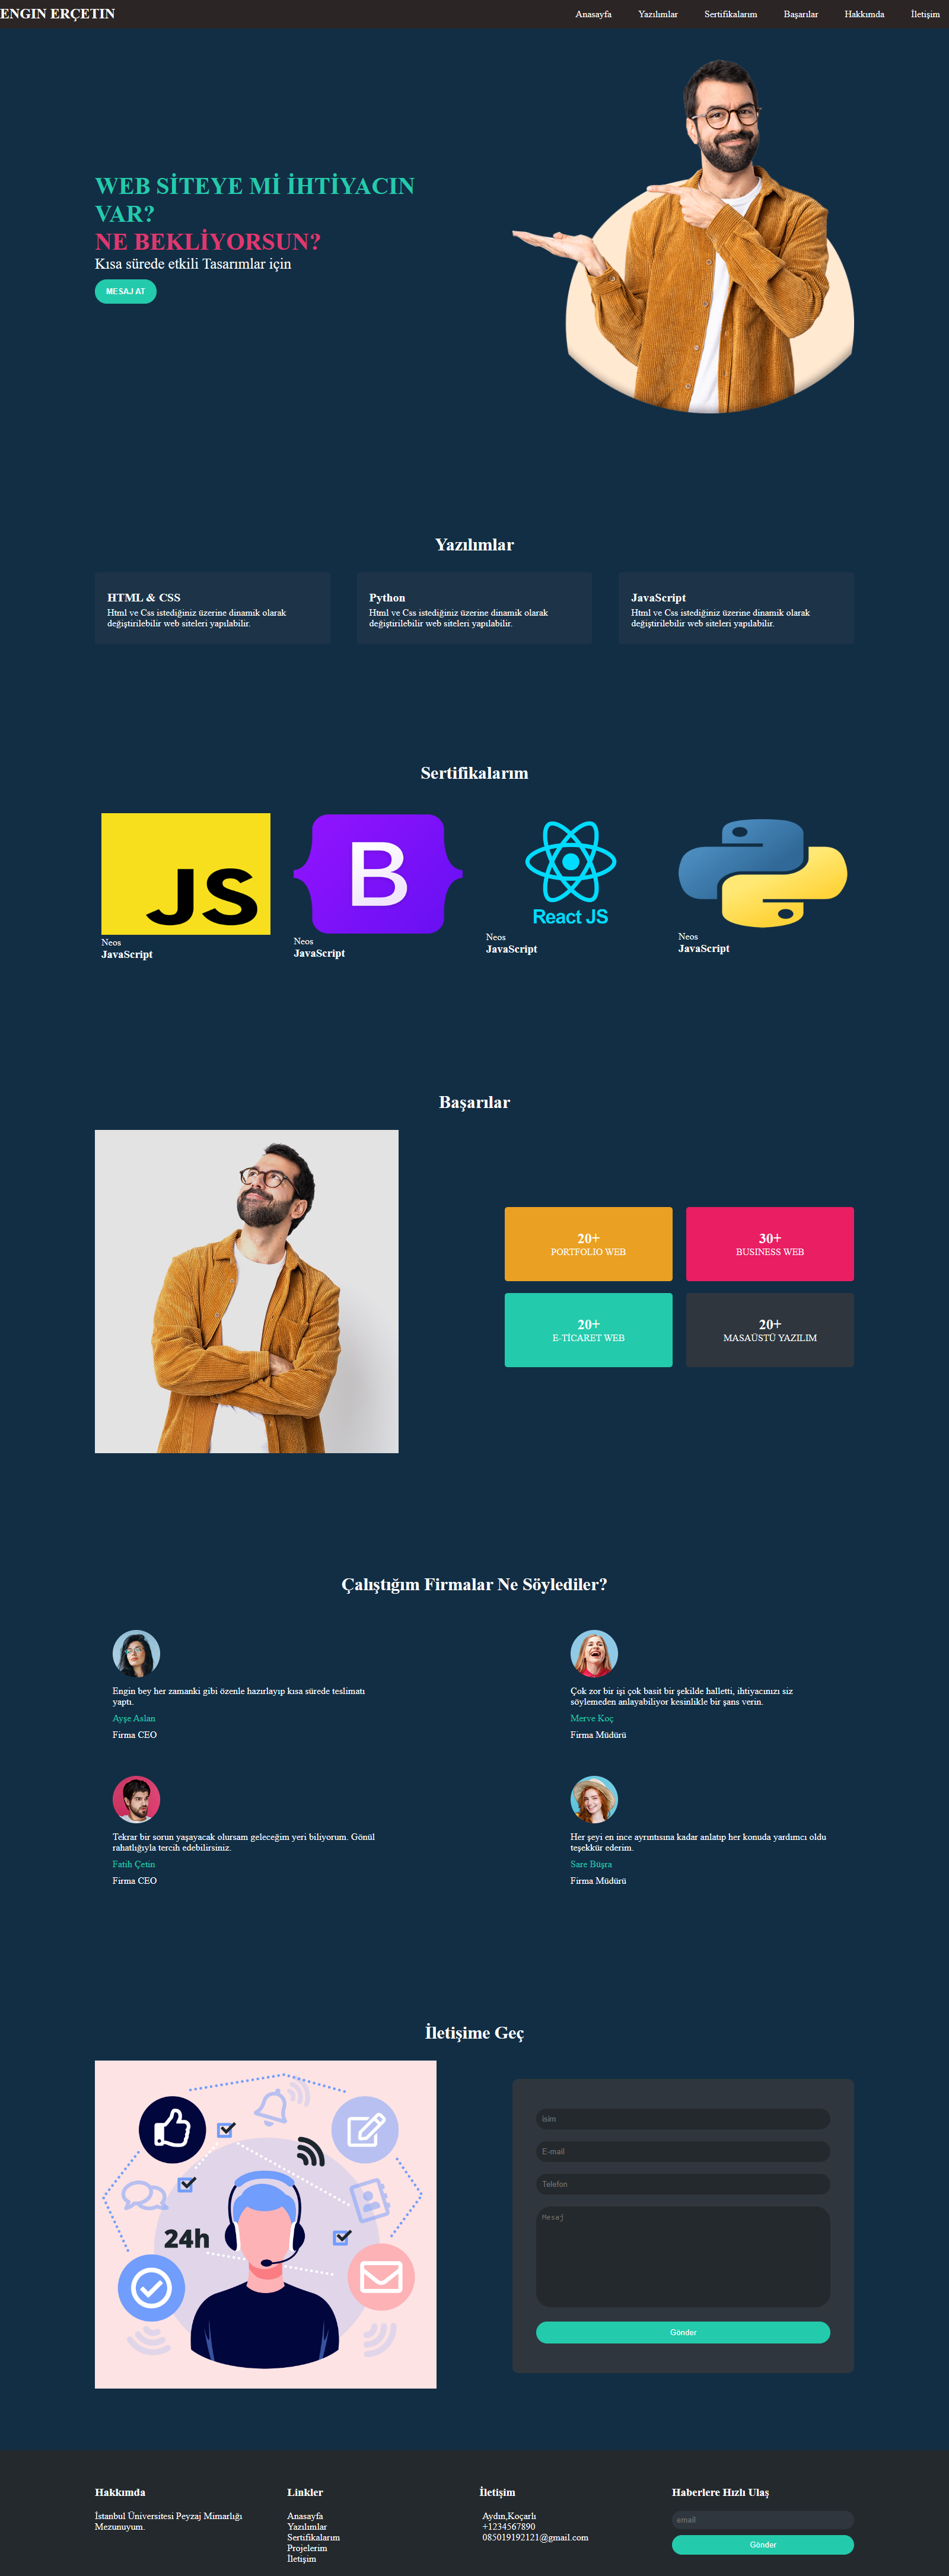 ENGIN ERÇETIN
Anasayfa Yazılımlar Sertifikalarım Başarılar Hakkımda İletişim
WEB SİTEYE Mİ İHTİYACIN
VAR?
NE BEKLİYORSUN?
Kısa sürede etkili Tasarımlar için
MESAJ AT
Yazılımlar
HTML & CSS
Html ve Css istediğiniz üzerine dinamik olarak
değiştirilebilir web siteleri yapılabilir.
Python
Html ve Css istediğiniz üzerine dinamik olarak
değiştirilebilir web siteleri yapılabilir.
JavaScript
Html ve Css istediğiniz üzerine dinamik olarak
değiştirilebilir web siteleri yapılabilir.
Sertifikalarım
JS
Neos
JavaScript
B
Neos
JavaScript
React JS
Neos
JavaScript
Neos
JavaScript
Başarılar
20+
PORTFOLIO WEB
30+
BUSINESS WEB
20+
E-TİCARET WEB
20+
MASAÜSTÜ YAZILIM
Çalıştığım Firmalar Ne Söylediler?
Engin bey her zamanki gibi özenle hazırlayıp kısa sürede teslimatı
yaptı.
Ayşe Aslan
Firma CEO
Çok zor bir işi çok basit bir şekilde halletti, ihtiyacınızı siz
söylemeden anlayabiliyor kesinlikle bir şans verin.
Merve Koç
Firma Müdürü
Tekrar bir sorun yaşayacak olursam geleceğim yeri biliyorum. Gönül
rahatlığıyla tercih edebilirsiniz.
Fatih Çetin
Firma CEO
Her şeyi en ince ayrıntısına kadar anlatıp her konuda yardımcı oldu
teşekkür ederim.
Sare Büşra
Firma Müdürü
İletişime Geç
24h
isim
E-mail
Telefon
Mesaj
Gönder
Hakkımda
İstanbul Üniversitesi Peyzaj Mimarlığı
Mezunuyum.
Linkler
Anasayfa
Yazılımlar
Sertifikalarım
Projelerim
İletişim
İletişim
Aydın,Koçarlı
+1234567890
085019192121@gmail.com
Haberlere Hızlı Ulaş
email
Gönder